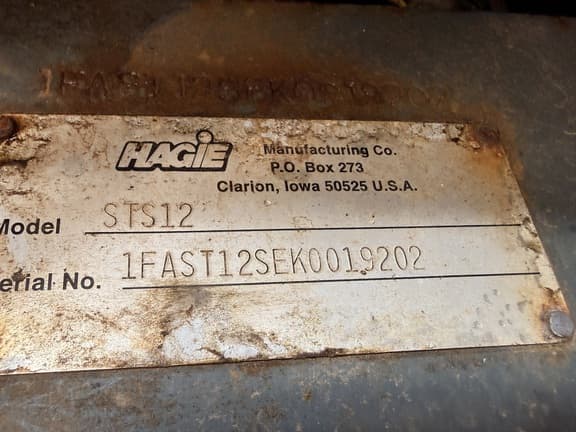 HAGIE Manufacturing Co.
P.O. Box 273
Clarion, Iowa 50525 U.S.A.
Model STS12
erial No. 1FAST12SEK0019202